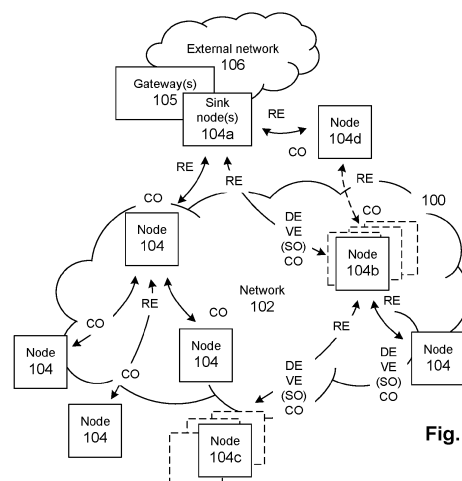 External network
106
Gateway(s)
105
Sink
node(s)
104a
RE
CO
Node
104d
RE
RE
RE
CO
CO
100
Node
104
DE
VE
(SO)
CO
Node
104b
RE
Network
102
RE
CO
CO
RE
Node
104
Node
104
DE
VE
(SO)
CO
DE
VE
(SO)
CO
Node
104
CO
Node
104
Node
104c
Fig.